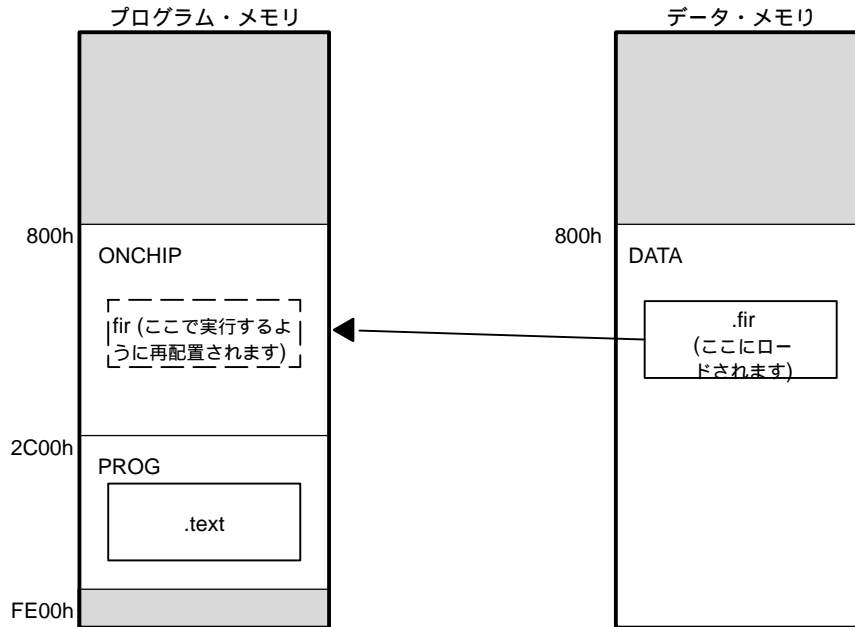 プログラム・メモリ
データ・メモリ
800h
ONCHIP
fir (ここで実行するよ
うに再配置されます)
2C00h
PROG
.text
FE00h
800h
DATA
.fir
(ここにロー
ドされます)